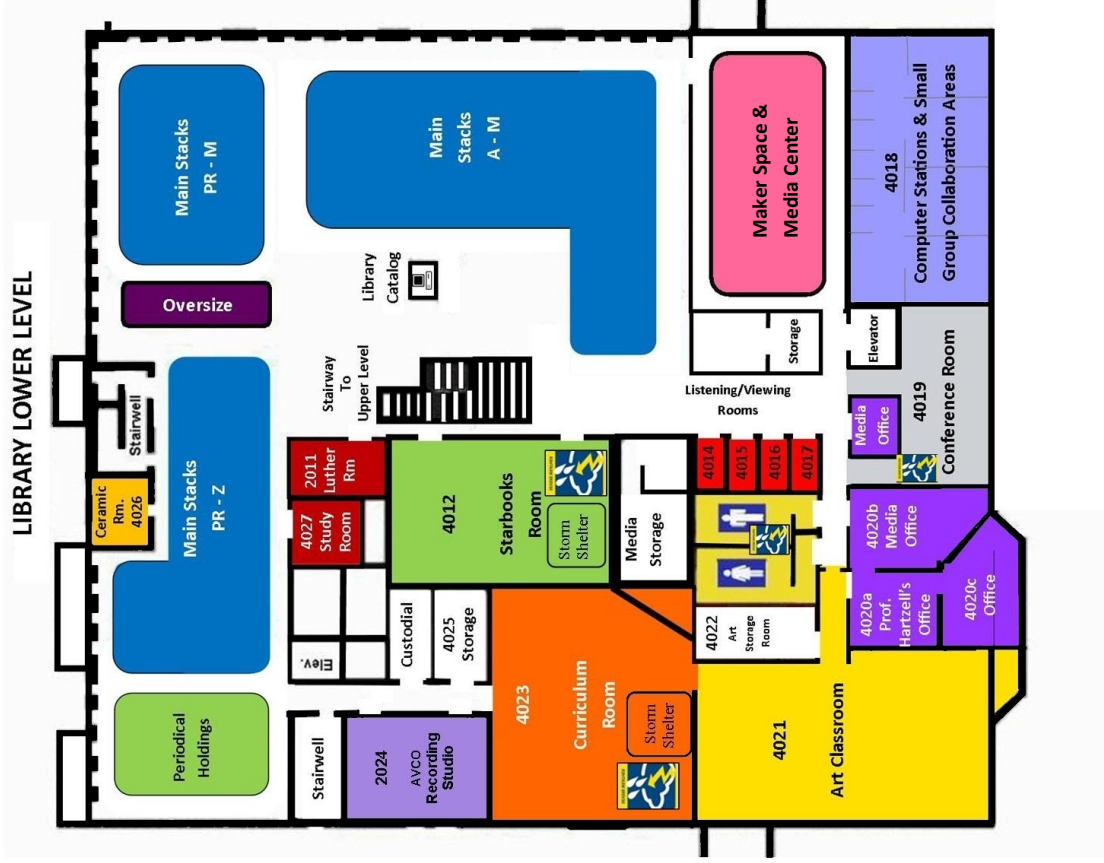 LIBRARY LOWER LEVEL
Main Stacks
PR - M
Main
Stacks
A - M
Maker Space &
Media Center
4018
Computer Stations & Small
Group Collaboration Areas
Oversize
Library
Catalog
Stairway
To
Upper Level
Storage
Elevator
Listening/Viewing
Rooms
4019
Conference Room
Media
Office
Stairwell
Ceramic
Rm.
4026
Main Stacks
PR - Z
2011
Luther
Rm
4027
Study
Room
4012
Starbooks
Room
Storm
Shelter
Media
Storage
4014
4015
4016
4017
4020b
Media
Office
4020a
Prof.
Hartzell's
Office
4020c
Office
Elev.
Custodial
4025
Storage
4022
Art
Storage
Room
4023
Curriculum
Room
Storm
Shelter
Periodical
Holdings
Stairwell
2024
AVCO
Recording
Studio
4021
Art Classroom